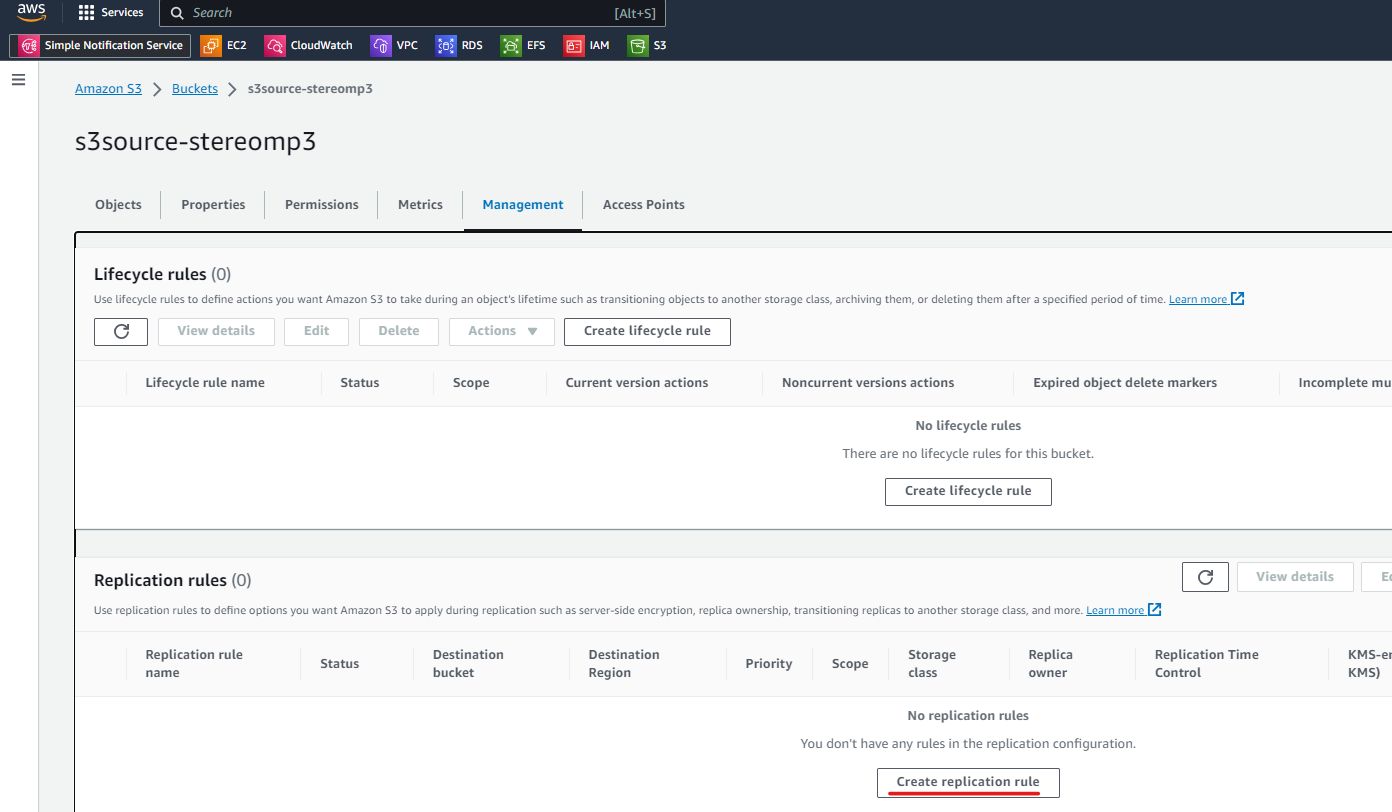 aws
Services
Search
[Alt+S]
Simple Notification Service
EC2
CloudWatch
VPC
RDS
EFS
IAM
S3
Amazon S3
Buckets
s3source-stereomp3
s3source-stereomp3
Objects
Properties
Permissions
Metrics
Management
Access Points
Lifecycle rules (0)
Use lifecycle rules to define actions you want Amazon S3 to take during an object's lifetime such as transitioning objects to another storage class, archiving them, or deleting them after a specified period of time. Learn more
View details
Edit
Delete
Actions
Create lifecycle rule
Lifecycle rule name
Status
Scope
Current version actions
Noncurrent versions actions
Expired object delete markers
Incomplete mu
No lifecycle rules
There are no lifecycle rules for this bucket.
Create lifecycle rule
Replication rules (0)
View details
Use replication rules to define options you want Amazon S3 to apply during replication such as server-side encryption, replica ownership, transitioning replicas to another storage class, and more. Learn more
Replication rule
name
Status
Destination
bucket
Destination
Region
Priority
Scope
Storage
class
Replica
owner
Replication Time
Control
KMS-en
KMS)
No replication rules
You don't have any rules in the replication configuration.
Create replication rule